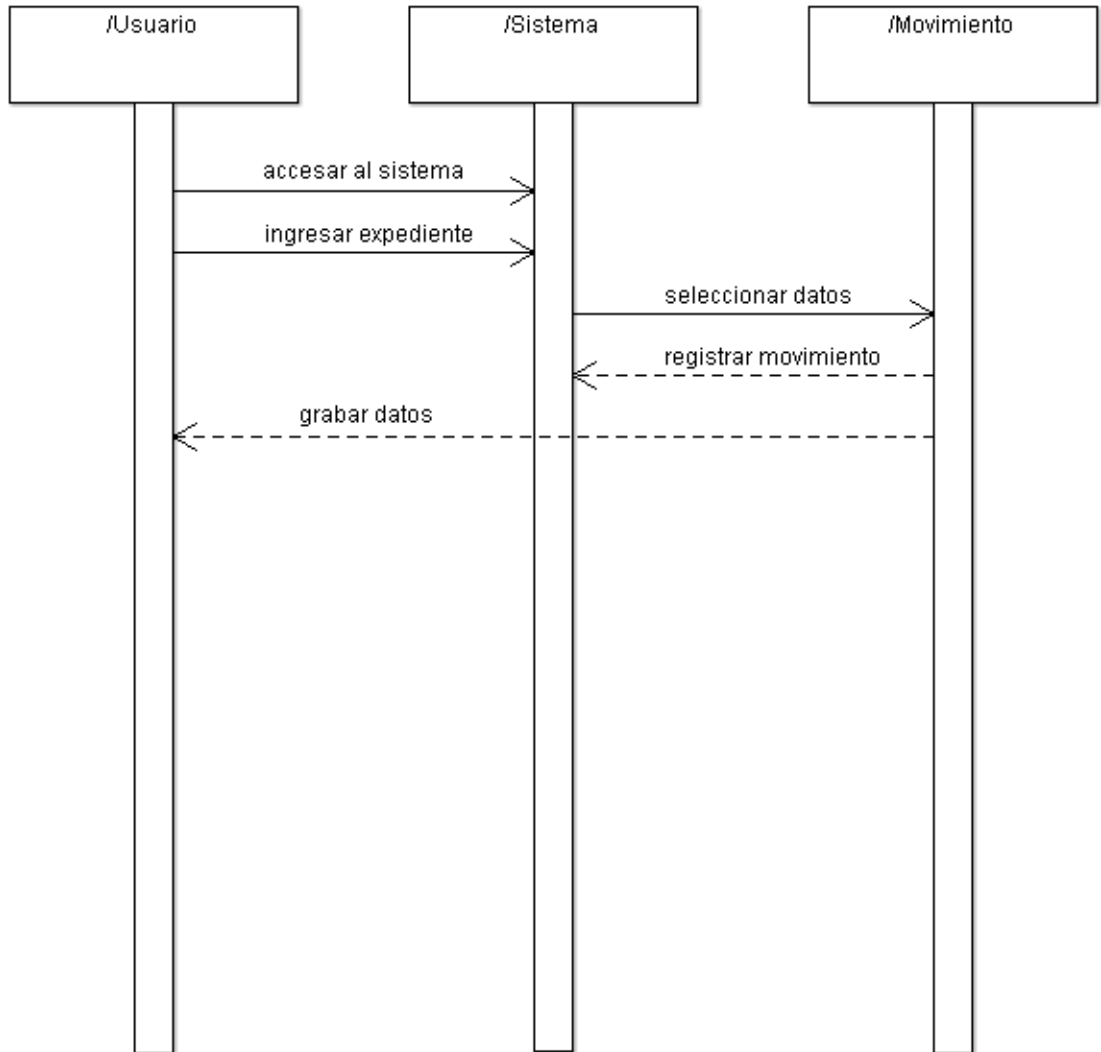 /Usuario
/Sistema
/Movimiento
accesar al sistema
ingresar expediente
seleccionar datos
registrar movimiento
grabar datos